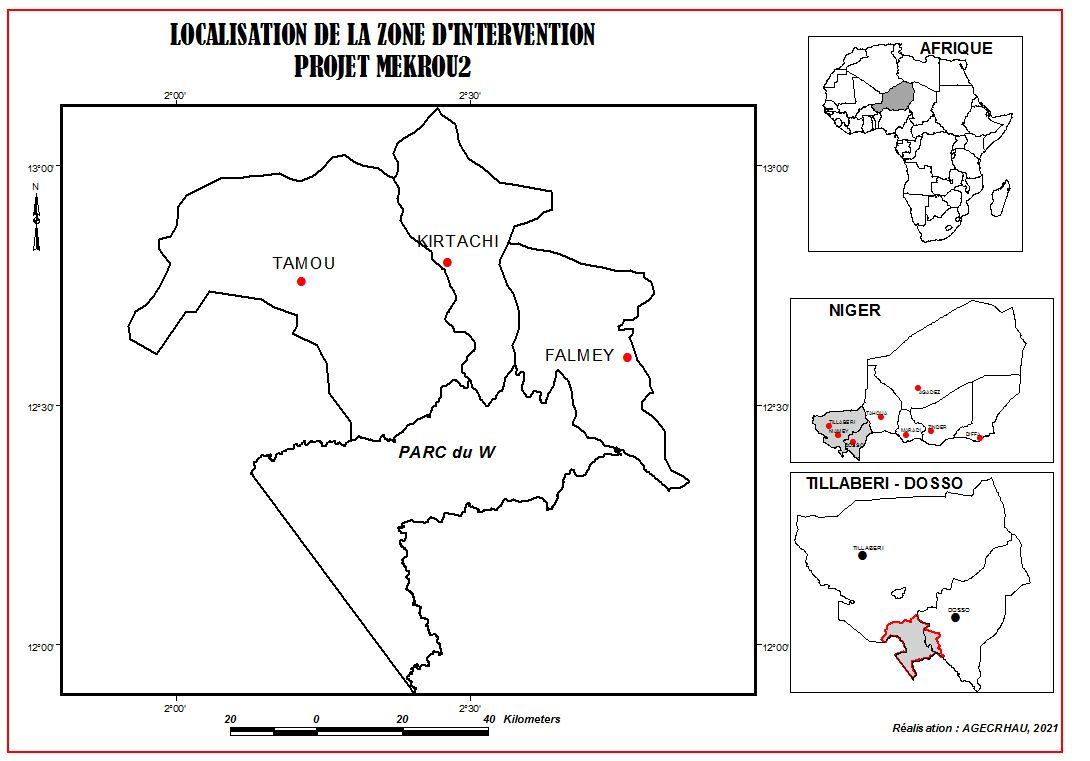 LOCALISATION DE LA ZONE D'INTERVENTION
PROJET MEKROU2
2°00'
2°30'
13°00'
13°00'
N
KIRTACHI
TAMOU
FALMEY
12°30'
12°30'
PARC du W
12°00'
12°00'
2°00'
2°30'
20 0 20 40 Kilometers
AFRIQUE
NIGER
AGADEZ
TAHOUA
TILLABERI
NIAMEY
DOSSO
MARADI
ZINDER
DIFFA
TILLABERI - DOSSO
TILLABERI
DOSSO
Réalisation : AGECRHAU, 2021